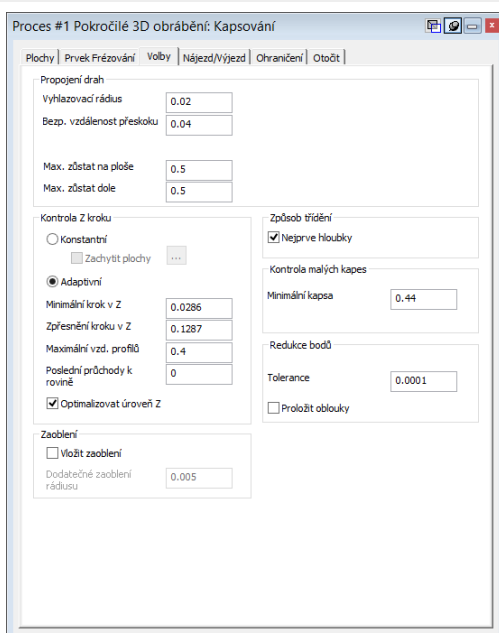 Proces #1 Pokročilé 3D obrábění: Kapsování
Plochy
Prvek Frézování
Volby
Nájezd/Výjezd
Ohraničení
Otočit
Propojení drah
Vyhlazovací rádius 0.02
Bezp. vzdálenost přeskoku 0.04
Max. zůstat na ploše 0.5
Max. zůstat dole 0.5
Kontrola Z kroku
Konstantní
Zachytit plochy ...
Adaptivní
Minimální krok v Z 0.0286
Zpřesnění kroku v Z 0.1287
Maximální vzd. profilů 0.4
Poslední průchody k
rovině 0
Optimalizovat úroveň Z
Způsob třídění
Nejprve hloubky
Kontrola malých kapes
Minimální kapsa 0.44
Redukce bodů
Tolerance 0.0001
Proložit oblouky
Zaoblení
Vložit zaoblení
Dodatečné zaoblení
rádiusu 0.005